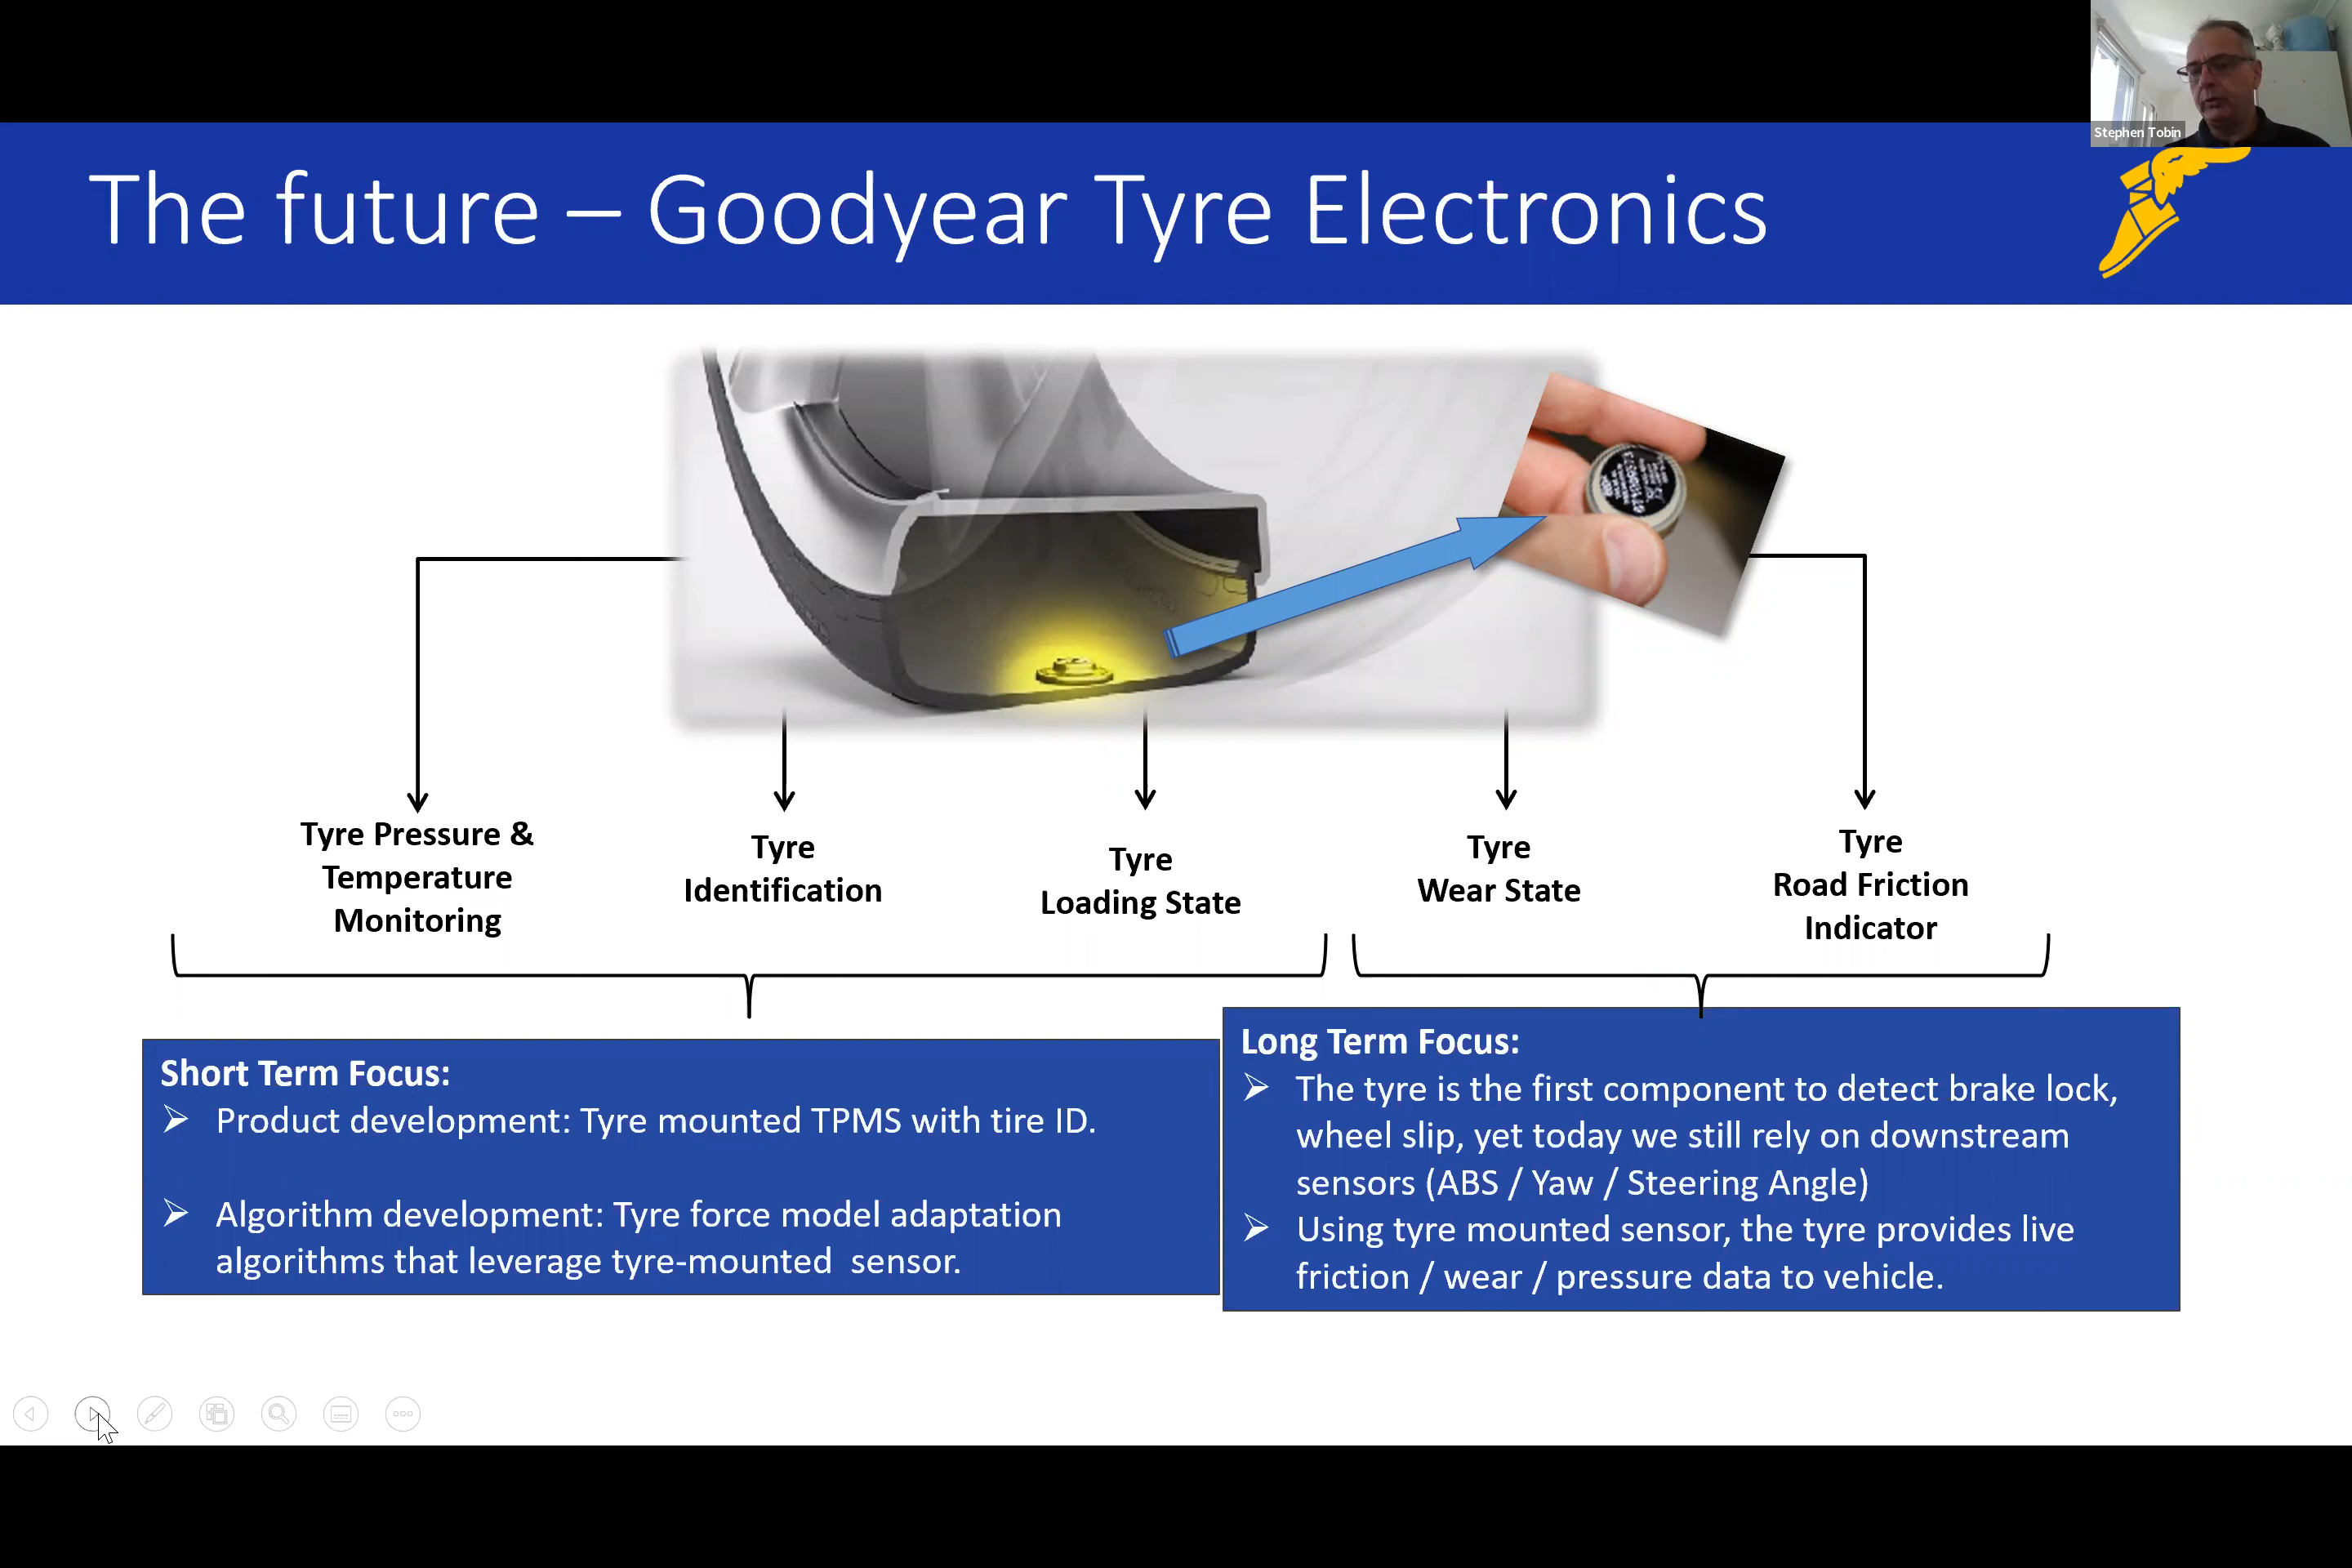 Stephen Tobin
The future – Goodyear Tyre Electronics
Tyre Pressure &
Temperature
Monitoring
Tyre
Identification
Tyre
Loading State
Tyre
Wear State
Tyre
Road Friction
Indicator
Short Term Focus:
Product development: Tyre mounted TPMS with tire ID.
Algorithm development: Tyre force model adaptation
algorithms that leverage tyre-mounted  sensor.
Long Term Focus:
The tyre is the first component to detect brake lock,
wheel slip, yet today we still rely on downstream
sensors (ABS / Yaw / Steering Angle)
Using tyre mounted sensor, the tyre provides live
friction / wear / pressure data to vehicle.